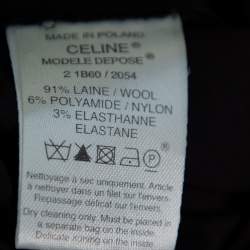 MADE IN POLAND
CELINE®
MODELE DEPOSE
2 1B60 / 2054
91% LAINE / WOOL
6% POLYAMIDE / NYLON
3% ELASTHANNE
ELASTANE
P
Nettoyage a sec uniquement. Article
a nettoyer dans un filet sur l'envers.
Repassage délicat sur l'envers.
Dry cleaning only. Must be placed in
a separate bag on the inside.
Delicate ironing on the inside.